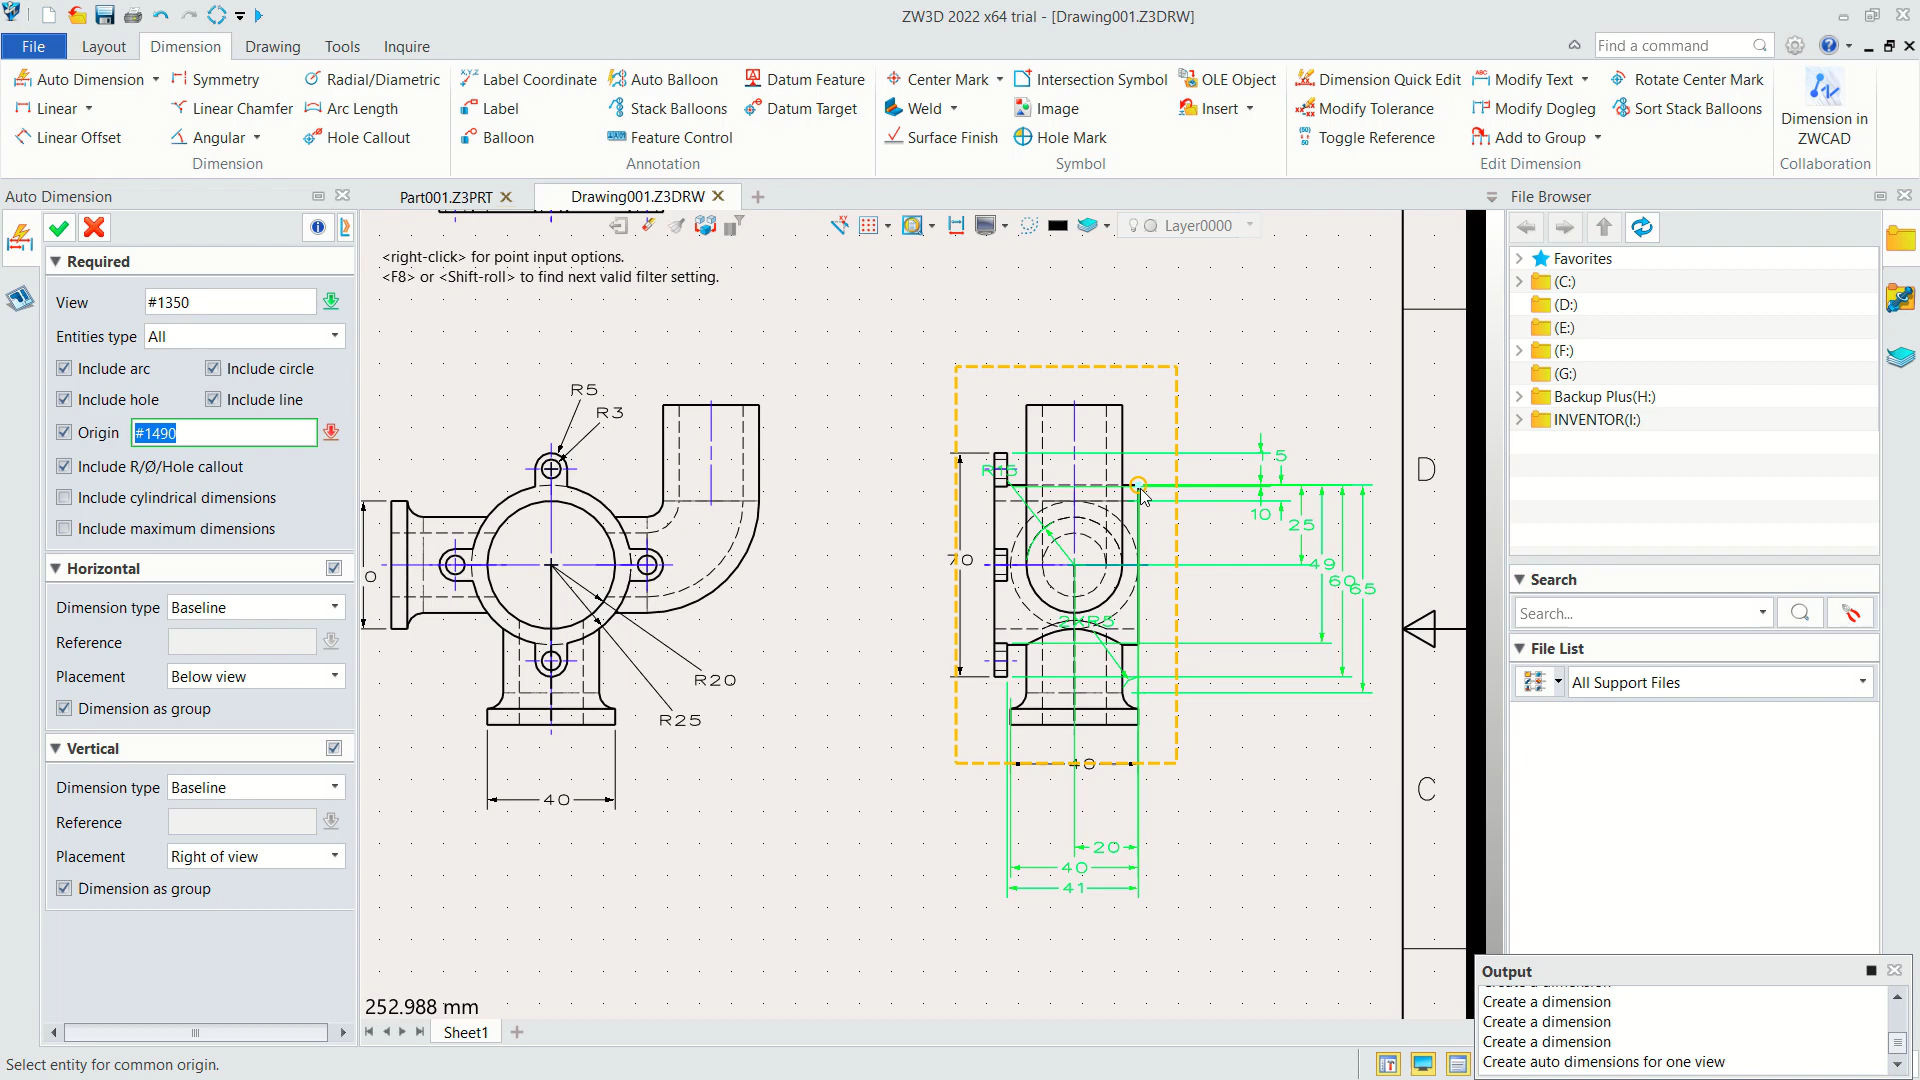 ZW3D 2022 x64 trial - [Drawing001.Z3DRW]
File Layout Dimension Drawing Tools Inquire Find a command
Auto Dimension Symmetry Radial/Diametric Label Coordinate Auto Balloon Datum Feature Center Mark Intersection Symbol OLE Object Dimension Quick Edit Modify Text Rotate Center Mark
Linear Linear Chamfer Arc Length Label Stack Balloons Datum Target Weld Image Insert Modify Tolerance Modify Dogleg Sort Stack Balloons
Linear Offset Angular Hole Callout Balloon Feature Control Surface Finish Hole Mark Toggle Reference Add to Group
Dimension in
ZWCAD
Dimension Annotation Symbol Edit Dimension Collaboration
Auto Dimension
Required
View #1350
Entities type All
Include arc Include circle
Include hole Include line
Origin #1490
Include R/Ø/Hole callout
Include cylindrical dimensions
Include maximum dimensions
Horizontal
Dimension type Baseline
Reference
Placement Below view
Dimension as group
Vertical
Dimension type Baseline
Reference
Placement Right of view
Dimension as group
Select entity for common origin.
Part001.Z3PRT Drawing001.Z3DRW
Layer0000
<right-click> for point input options.
<F8> or <Shift-roll> to find next valid filter setting.
R5
R3
0
R20
R25
40
R15
70
2XR5
5
10
25
49
60
65
40
20
40
41
D
C
252.988 mm
Sheet1
File Browser
Favorites
(C:)
(D:)
(E:)
(F:)
(G:)
Backup Plus(H:)
INVENTOR(I:)
Search
Search...
File List
All Support Files
Output
Create a dimension
Create a dimension
Create a dimension
Create auto dimensions for one view